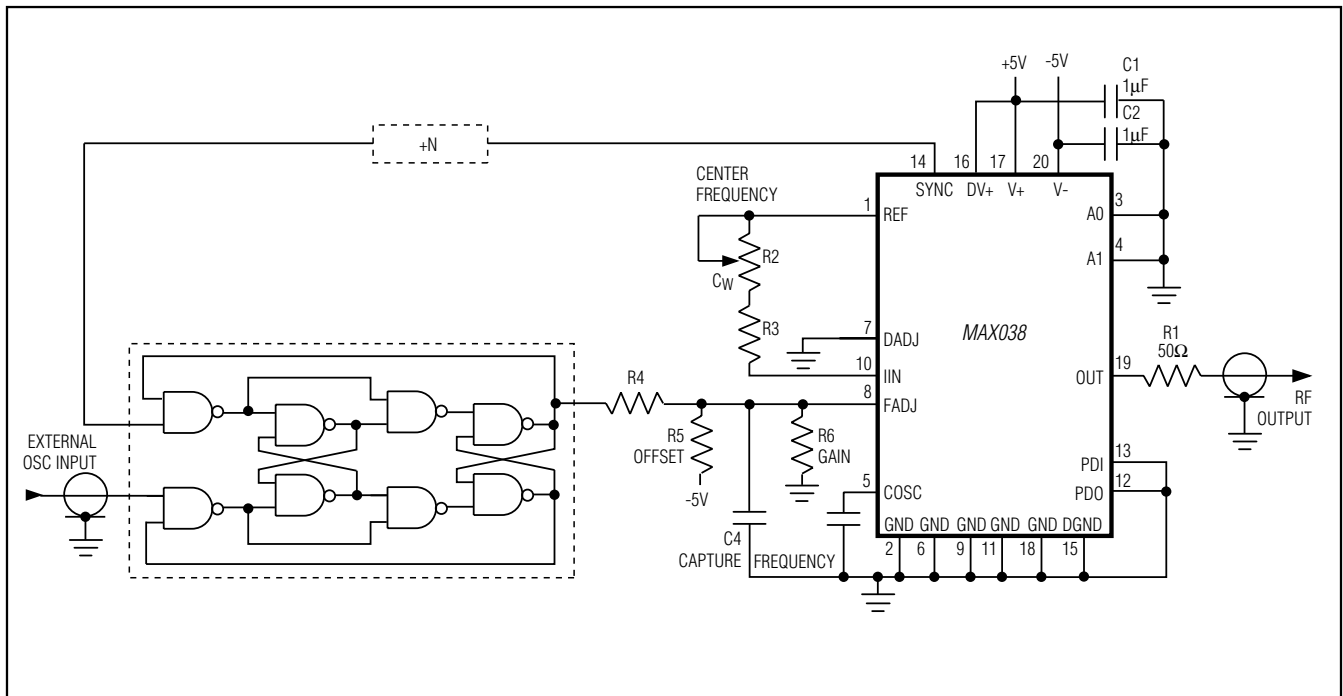 +5V
-5V
C1
1µF
C2
1µF
+N
14
16
17
20
SYNC
DV+
V+
V-
CENTER
FREQUENCY
1
REF
3
A0
R2
CW
4
A1
R3
MAX038
7
DADJ
R1
50Ω
10
IIN
19
OUT
R4
8
FADJ
RF
OUTPUT
EXTERNAL
OSC INPUT
R5
OFFSET
R6
GAIN
-5V
13
PDI
12
PDO
5
COSC
GND
GND
GND
GND
GND
DGND
C4
CAPTURE
FREQUENCY
2
6
9
11
18
15